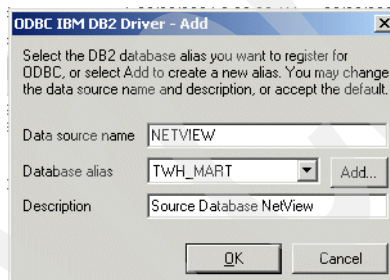 ODBC IBM DB2 Driver - Add
Select the DB2 database alias you want to register for
ODBC, or select Add to create a new alias. You may change
the data source name and description, or accept the default.
Data source name NETVIEW
Database alias TWH_MART Add...
Description Source Database NetView
OK Cancel